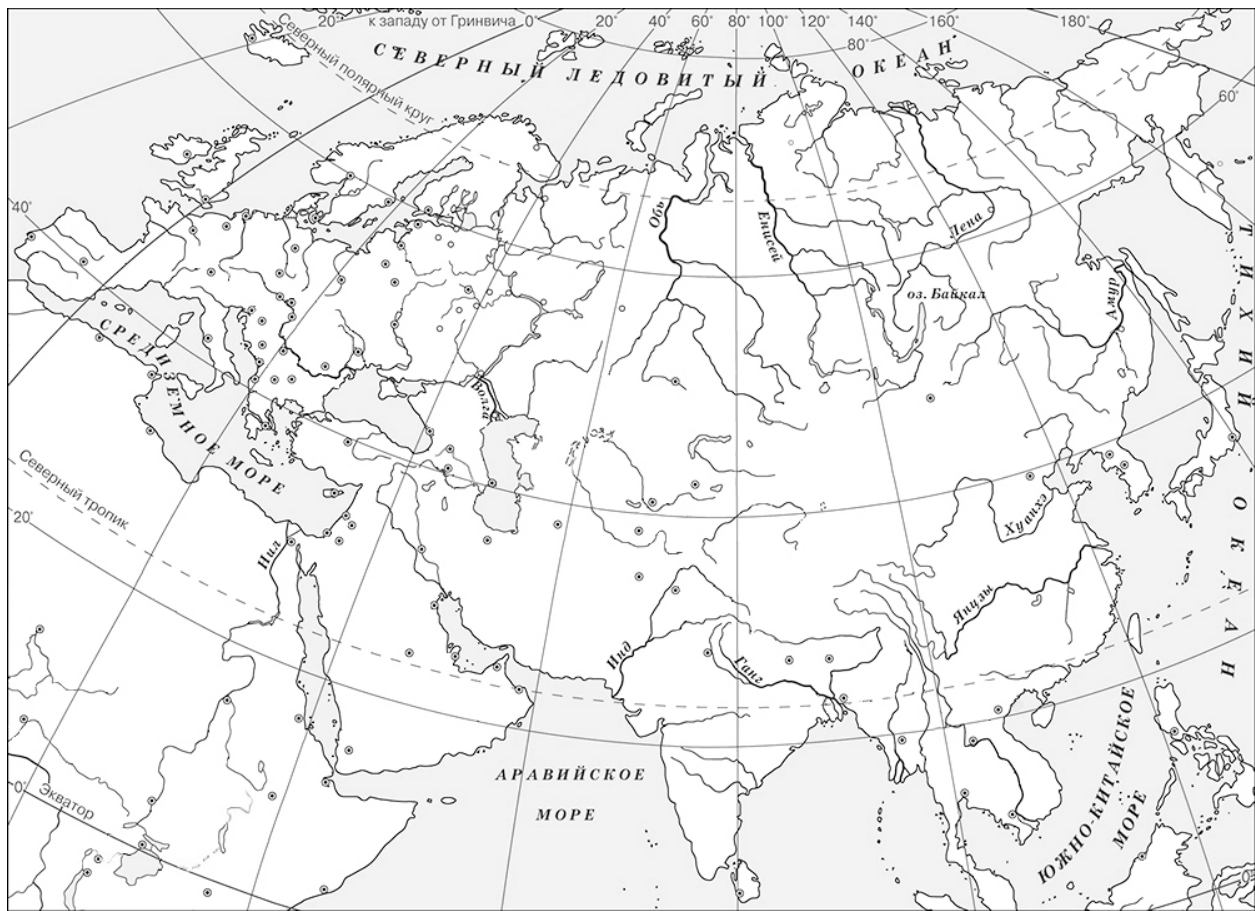 20° к западу от Гринвича 0° 20° 40° 60° 80° 100° 120° 140° 160° 180°
80°
60°
Северный полярный круг
СЕВЕРНЫЙ ЛЕДОВИТЫЙ ОКЕАН
40°
Обь
Енисей
Лена
оз. Байкал
Амур
ТИХИЙ ОКЕАН
Волга
СРЕДИЗЕМНОЕ МОРЕ
Северный тропик
20°
Нил
Хуанхэ
Янцзы
Инд
Ганг
АРАВИЙСКОЕ
МОРЕ
ЮЖНО-КИТАЙСКОЕ
МОРЕ
0°
Экватор
0°